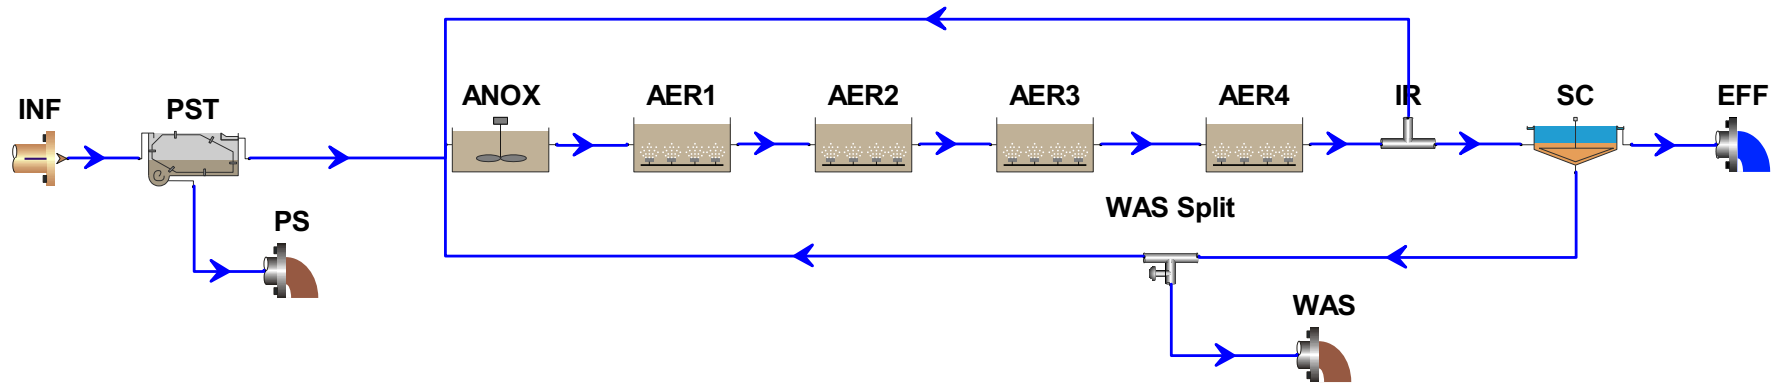 INF
PST
ANOX
AER1
AER2
AER3
AER4
IR
SC
EFF
PS
WAS Split
WAS